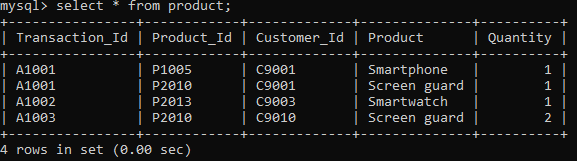 mysql> select * from product;
+----------------+------------+-------------+--------------+----------+
| Transaction_Id | Product_Id | Customer_Id | Product      | Quantity |
+----------------+------------+-------------+--------------+----------+
| A1001          | P1005      | C9001       | Smartphone   |        1 |
| A1001          | P2010      | C9001       | Screen guard |        1 |
| A1002          | P2013      | C9003       | Smartwatch   |        1 |
| A1003          | P2010      | C9010       | Screen guard |        2 |
+----------------+------------+-------------+--------------+----------+
4 rows in set (0.00 sec)